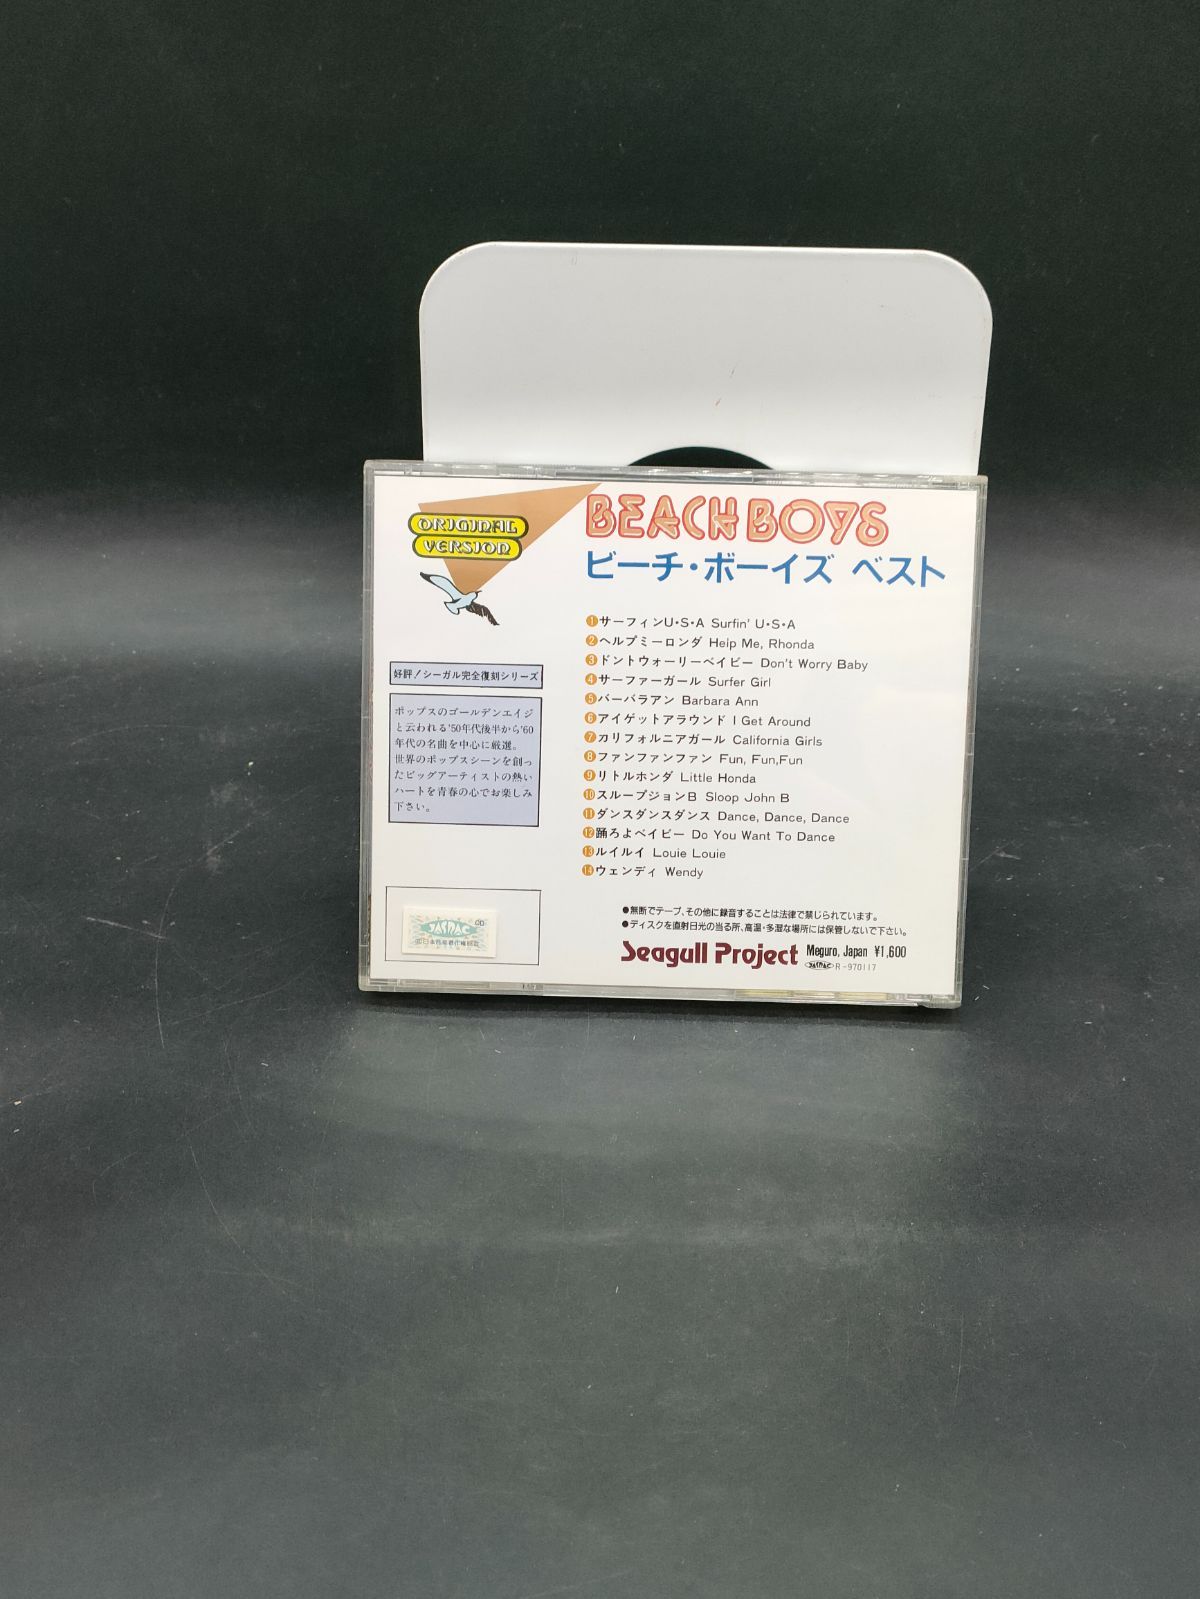 ORIGINAL
VERSION
BEACH BOYS
ビーチ・ボーイズ ベスト
好評!シーガル完全復刻シリーズ
ポップスのゴールデンエイジ
と云われる'50年代後半から'60
年代の名曲を中心に厳選。
世界のポップスシーンを創っ
たビッグアーティストの熱い
ハートを青春の心でお楽しみ
下さい。
1サーフィンU・S・A Surfin' U・S・A
2ヘルプミーロンダ Heip Me, Rhonda
3ドントウォーリーベイビー Don't Worry Baby
4サーファーガール Surfer Girl
5バーバラアン Barbara Ann
6アイゲットアラウンド I Get Around
7カリフォルニアガール California Girls
8ファンファンファン Fun, Fun,Fun
9リトルホンダ Little Honda
10スループジョンB Sloop John B
11ダンスダンスダンス Dance, Dance, Dance
12踊ろよベイビー Do You Want To Dance
13ルイルイ Louie Louie
14ウェンディ Wendy
●無断でテープ、その他に録音することは法律で禁じられています。
●ディスクを直射日光の当る所、高温・多湿な場所には保管しないで下さい。
Seagull Project Meguro, Japan ¥1,600
JASRAC R-970117
JASRAC CD